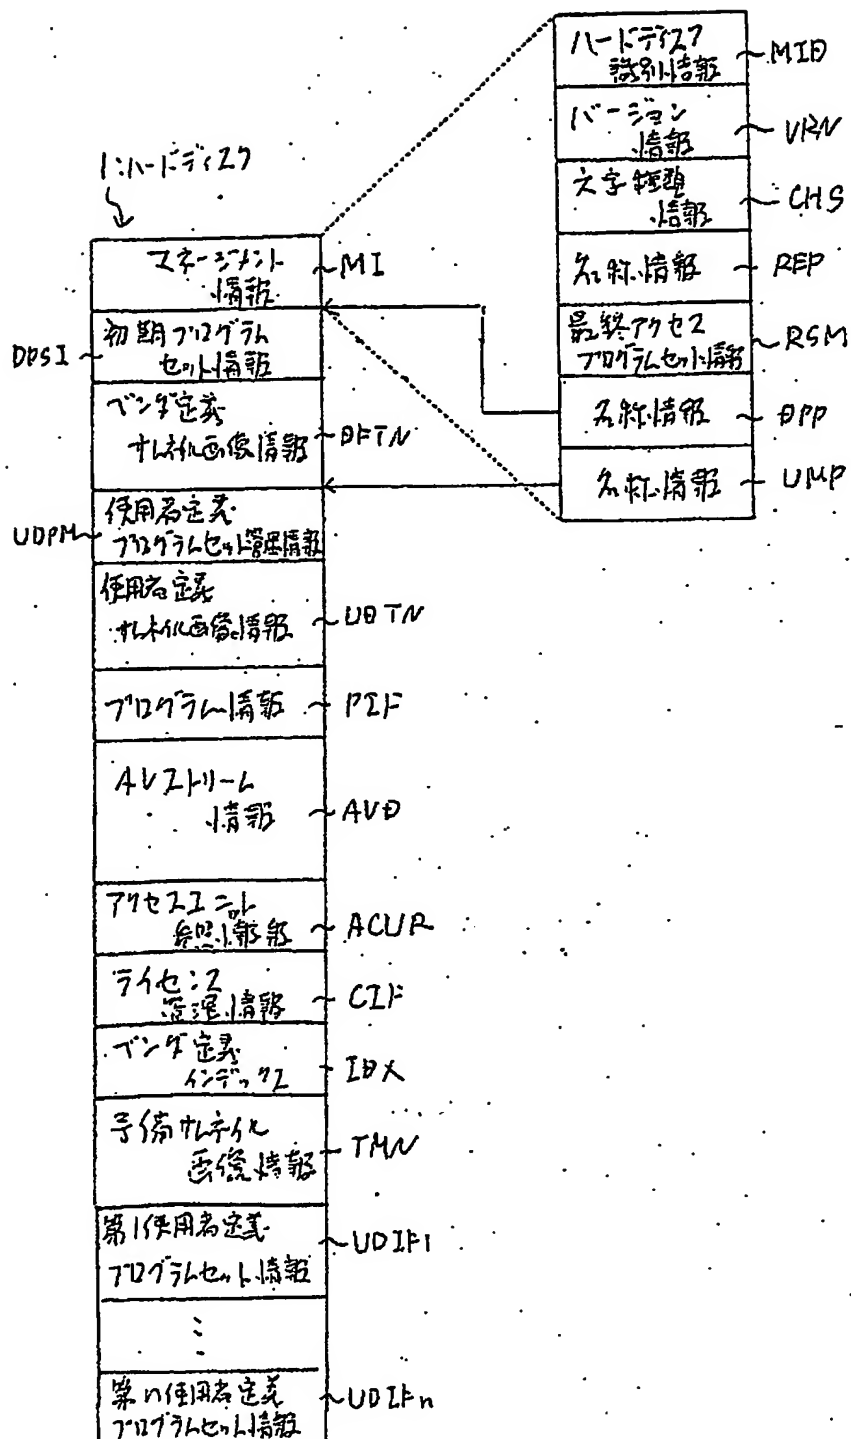 1:ハードディスク
マネージメント
情報
MI
DPSI
初期プログラム
セット情報
ベンダ定義
サムネイル画像情報
DFTN
UDPM
使用者定義
プログラムセット管理情報
使用者定義
サムネイル画像情報
UDTN
プログラム情報
PIF
AVストリーム
情報
AVD
アクセスユニット
参照情報
ACUR
ライセンス
管理情報
CIF
ベンダ定義
インデックス
IDX
予備サムネイル
画像情報
TMN
第1使用者定義
プログラムセット情報
UDIF1
第n使用者定義
プログラムセット情報
UDIFn
ハードディスク
識別情報
MID
バージョン
情報
VRN
文字種類
情報
CHS
名称情報
REP
最終アクセス
プログラムセット情報
RSM
名称情報
DPP
名称情報
UMP